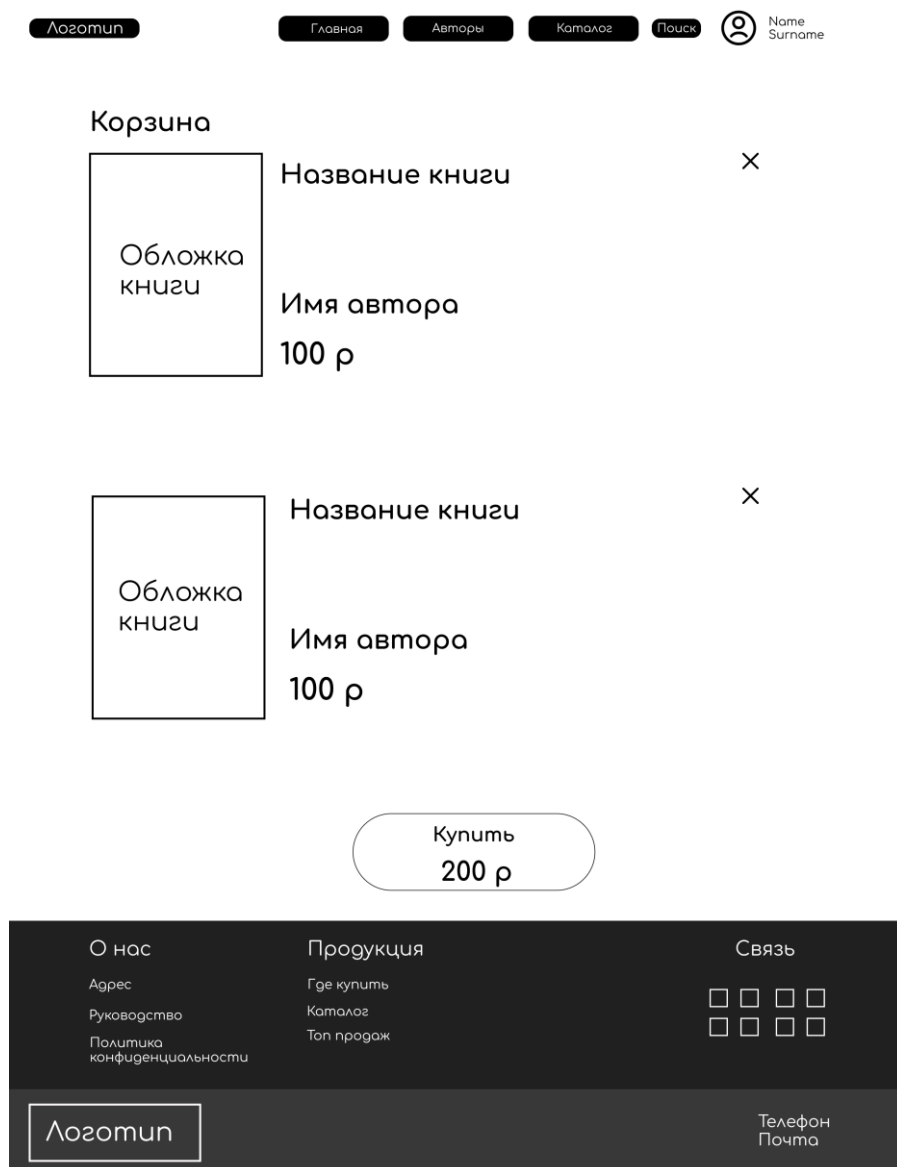 Логотип
Главная
Авторы
Каталог
Поиск
Name
Surname
Корзина
Обложка
книги
Название книги
Имя автора
100 р
Обложка
книги
Название книги
Имя автора
100 р
Купить
200 р
О нас
Адрес
Руководство
Политика
конфиденциальности
Продукция
Где купить
Каталог
Топ продаж
Связь
Логотип
Телефон
Почта